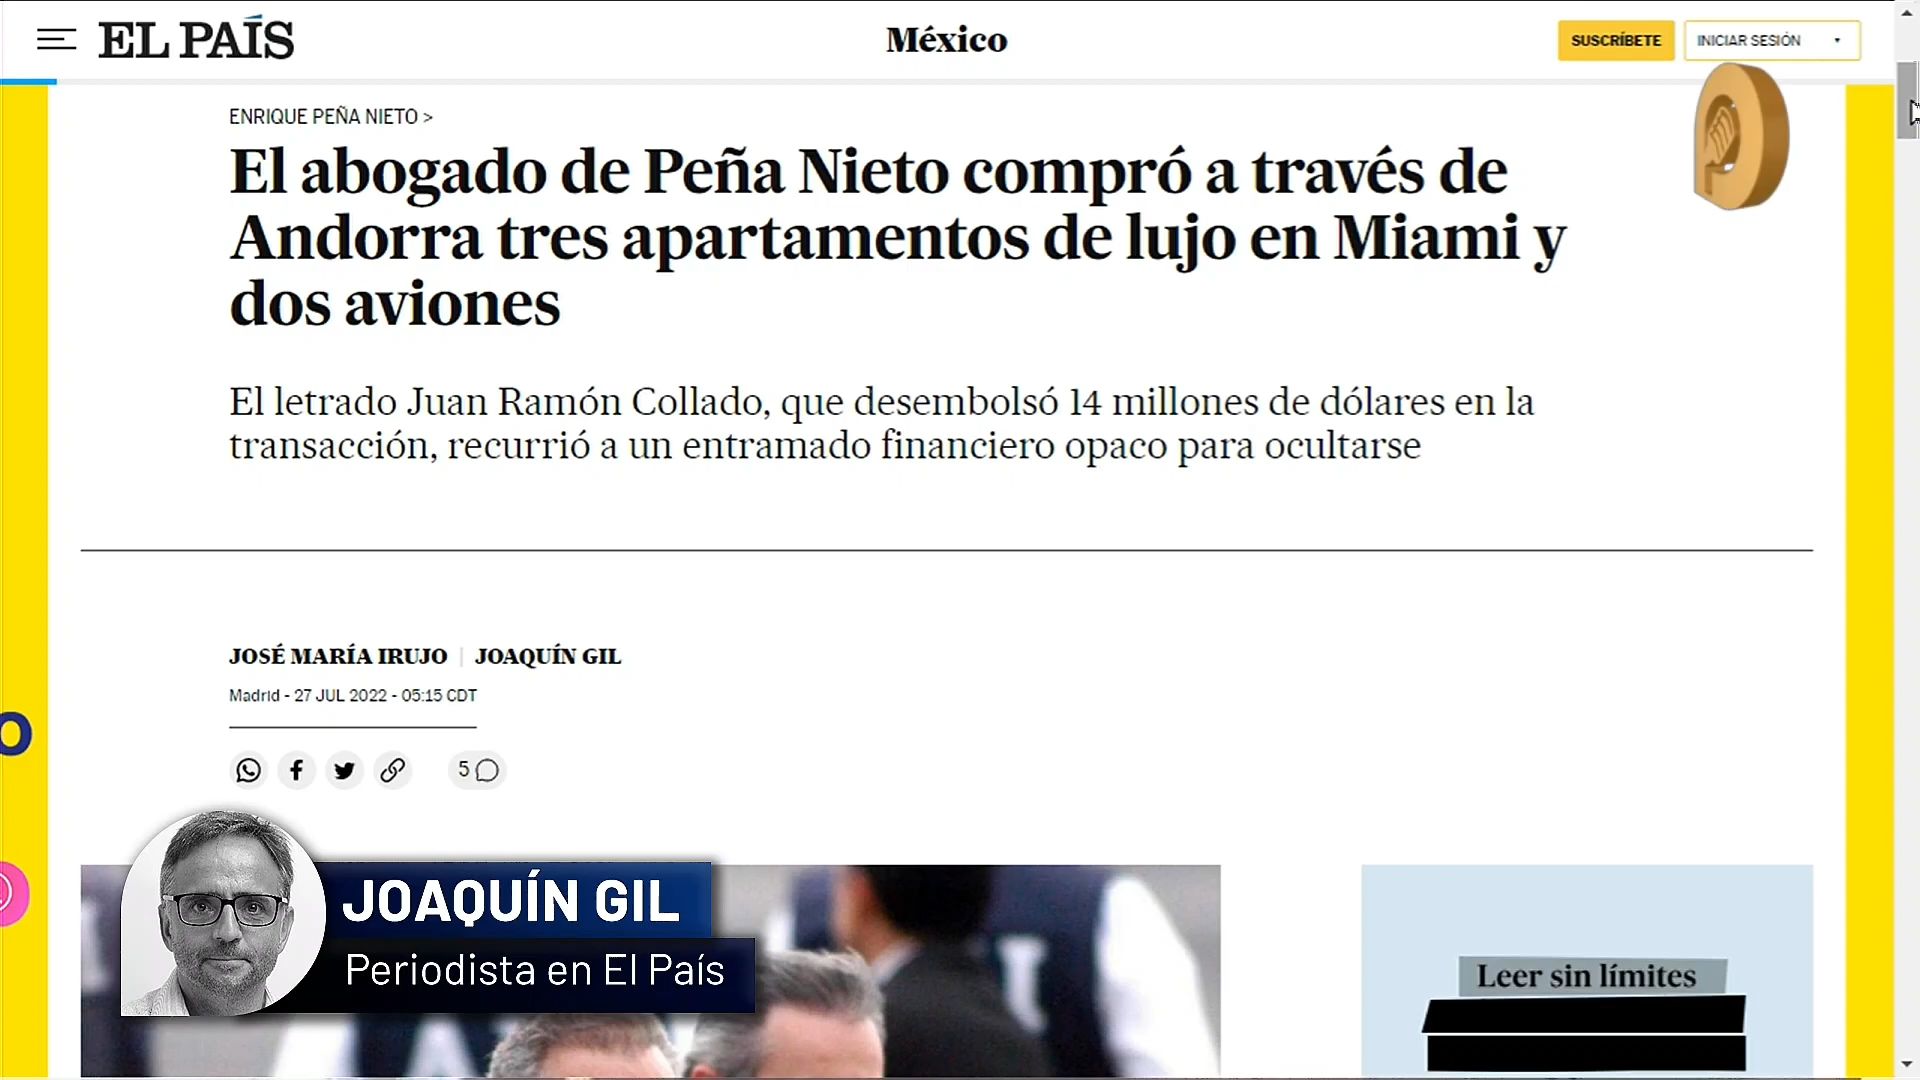 EL PAÍS
México
SUSCRÍBETE
INICIAR SESIÓN
ENRIQUE PEÑA NIETO >
El abogado de Peña Nieto compró a través de
Andorra tres apartamentos de lujo en Miami y
dos aviones
El letrado Juan Ramón Collado, que desembolsó 14 millones de dólares en la
transacción, recurrió a un entramado financiero opaco para ocultarse
JOSÉ MARÍA IRUJO | JOAQUÍN GIL
Madrid - 27 JUL 2022 - 05:15 CDT
5
JOAQUÍN GIL
Periodista en El País
Leer sin límites